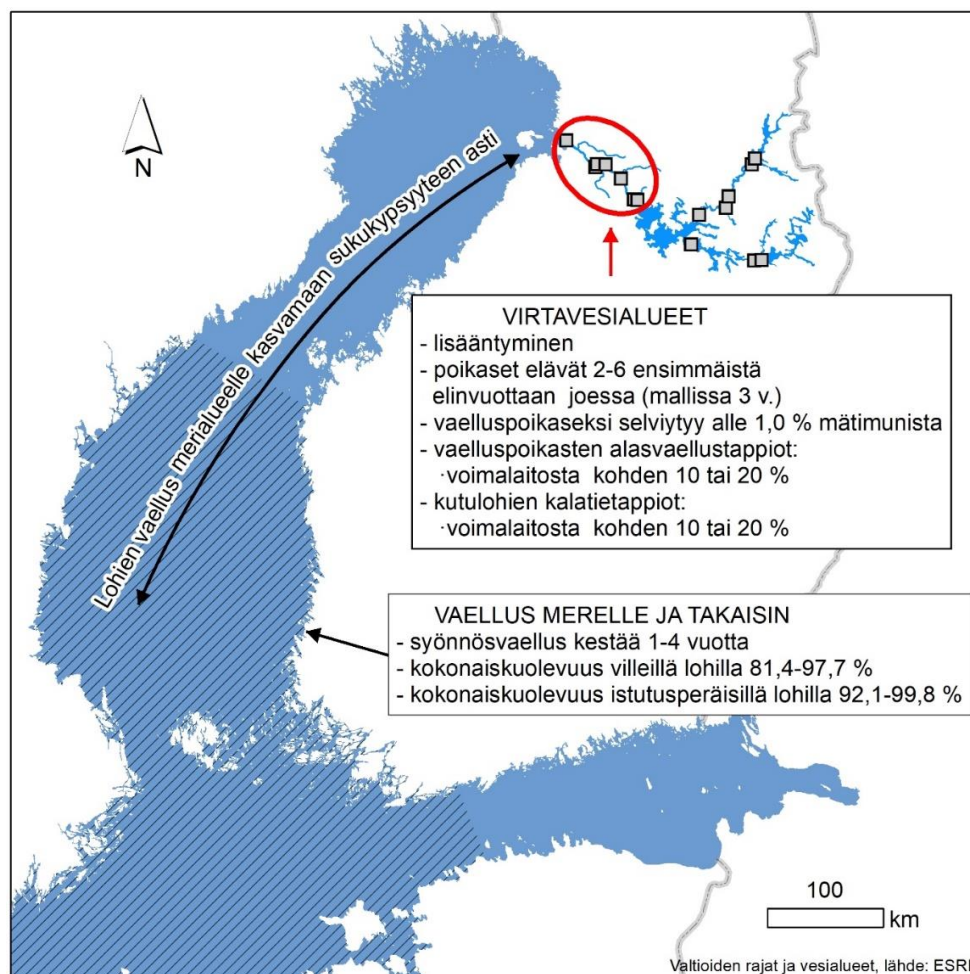 N
Lohien vaellus merialueelle kasvamaan sukukypsyyteen asti
VIRTAVESIALUEET
- lisääntyminen
- poikaset elävät 2-6 ensimmäistä
elinvuottaan joessa (mallissa 3 v.)
- vaelluspoikaseksi selviytyy alle 1,0 % mätimunista
- vaelluspoikasten alasvaellustappiot:
·voimalaitosta kohden 10 tai 20 %
- kutulohien kalatietappiot:
·voimalaitosta kohden 10 tai 20 %
VAELLUS MERELLE JA TAKAISIN
- syönnösvaellus kestää 1-4 vuotta
- kokonaiskuolevuus villeillä lohilla 81,4-97,7 %
- kokonaiskuolevuus istutusperäisillä lohilla 92,1-99,8 %
100
km
Valtioiden rajat ja vesialueet, lähde: ESRI